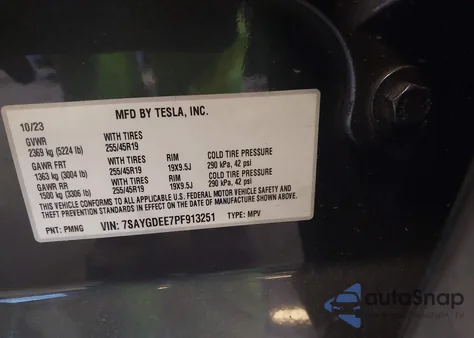 MFD BY TESLA, INC.
10/23
GVWR
2369 kg (5224 lb)
WITH TIRES
255/45R19
GAWR FRT
1363 kg (3004 lb)
WITH TIRES
255/45R19
RIM
19X9.5J
COLD TIRE PRESSURE
290 kPa, 42 psi
GAWR RR
1500 kg (3306 lb)
WITH TIRES
255/45R19
RIM
19X9.5J
COLD TIRE PRESSURE
290 kPa, 42 psi
THIS VEHICLE CONFORMS TO ALL APPLICABLE U.S. FEDERAL MOTOR VEHICLE SAFETY AND
THEFT PREVENTION STANDARDS IN EFFECT ON THE DATE OF MANUFACTURE SHOWN ABOVE.
PNT: PMNG VIN: 7SAYGDEE7PF913251 TYPE: MPV
autoSnap